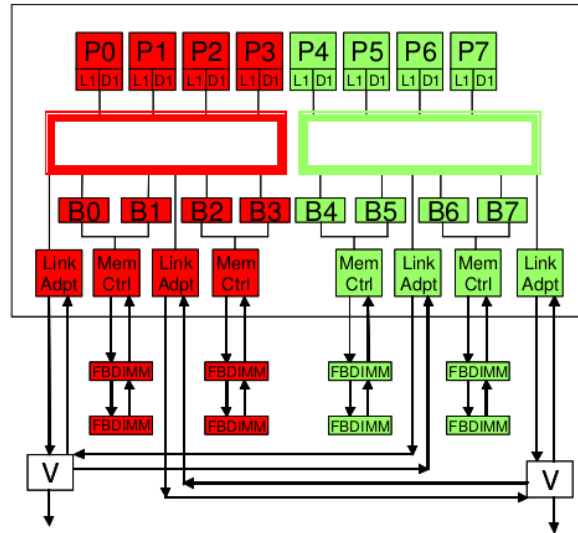 P0 P1 P2 P3 P4 P5 P6 P7
L1 D1 L1 D1 L1 D1 L1 D1 L1 D1 L1 D1 L1 D1 L1 D1
B0 B1 B2 B3 B4 B5 B6 B7
Link Mem Link Mem Mem Link Mem Link
Adpt Ctrl Adpt Ctrl Ctrl Adpt Ctrl Adpt
FBDIMM FBDIMM FBDIMM FBDIMM
FBDIMM FBDIMM FBDIMM FBDIMM
V V